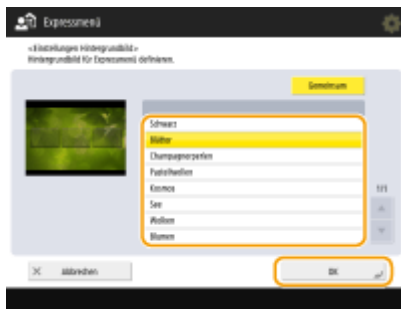 Expressmenü
<Einstellungen Hintergrundbild>
Hintergrundbild für Expressmenü definieren.
Gemeinsam
Schwarz
Blätter
Champagnerperlen
Pastellwellen
Kosmos
See
Wolken
Blumen
1/1
Abbrechen
OK